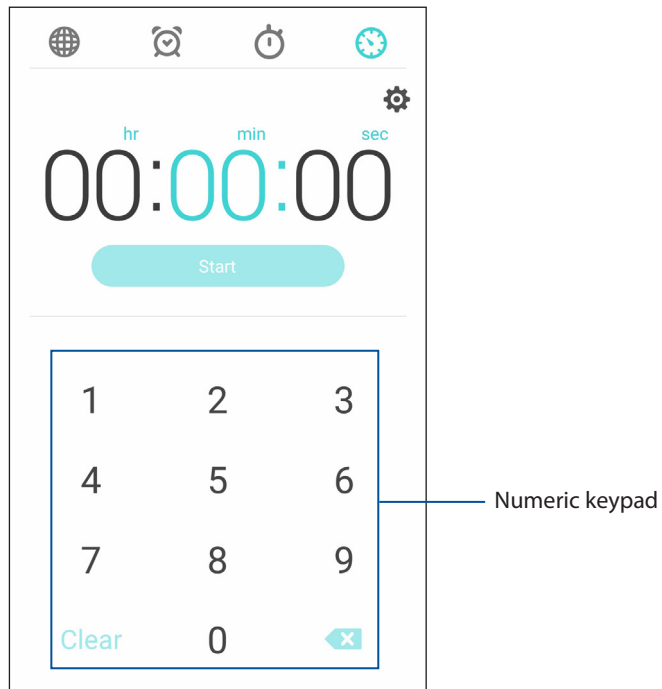 hr min sec
00:00:00
Start
1 2 3
4 5 6
Numeric keypad
7 8 9
Clear 0